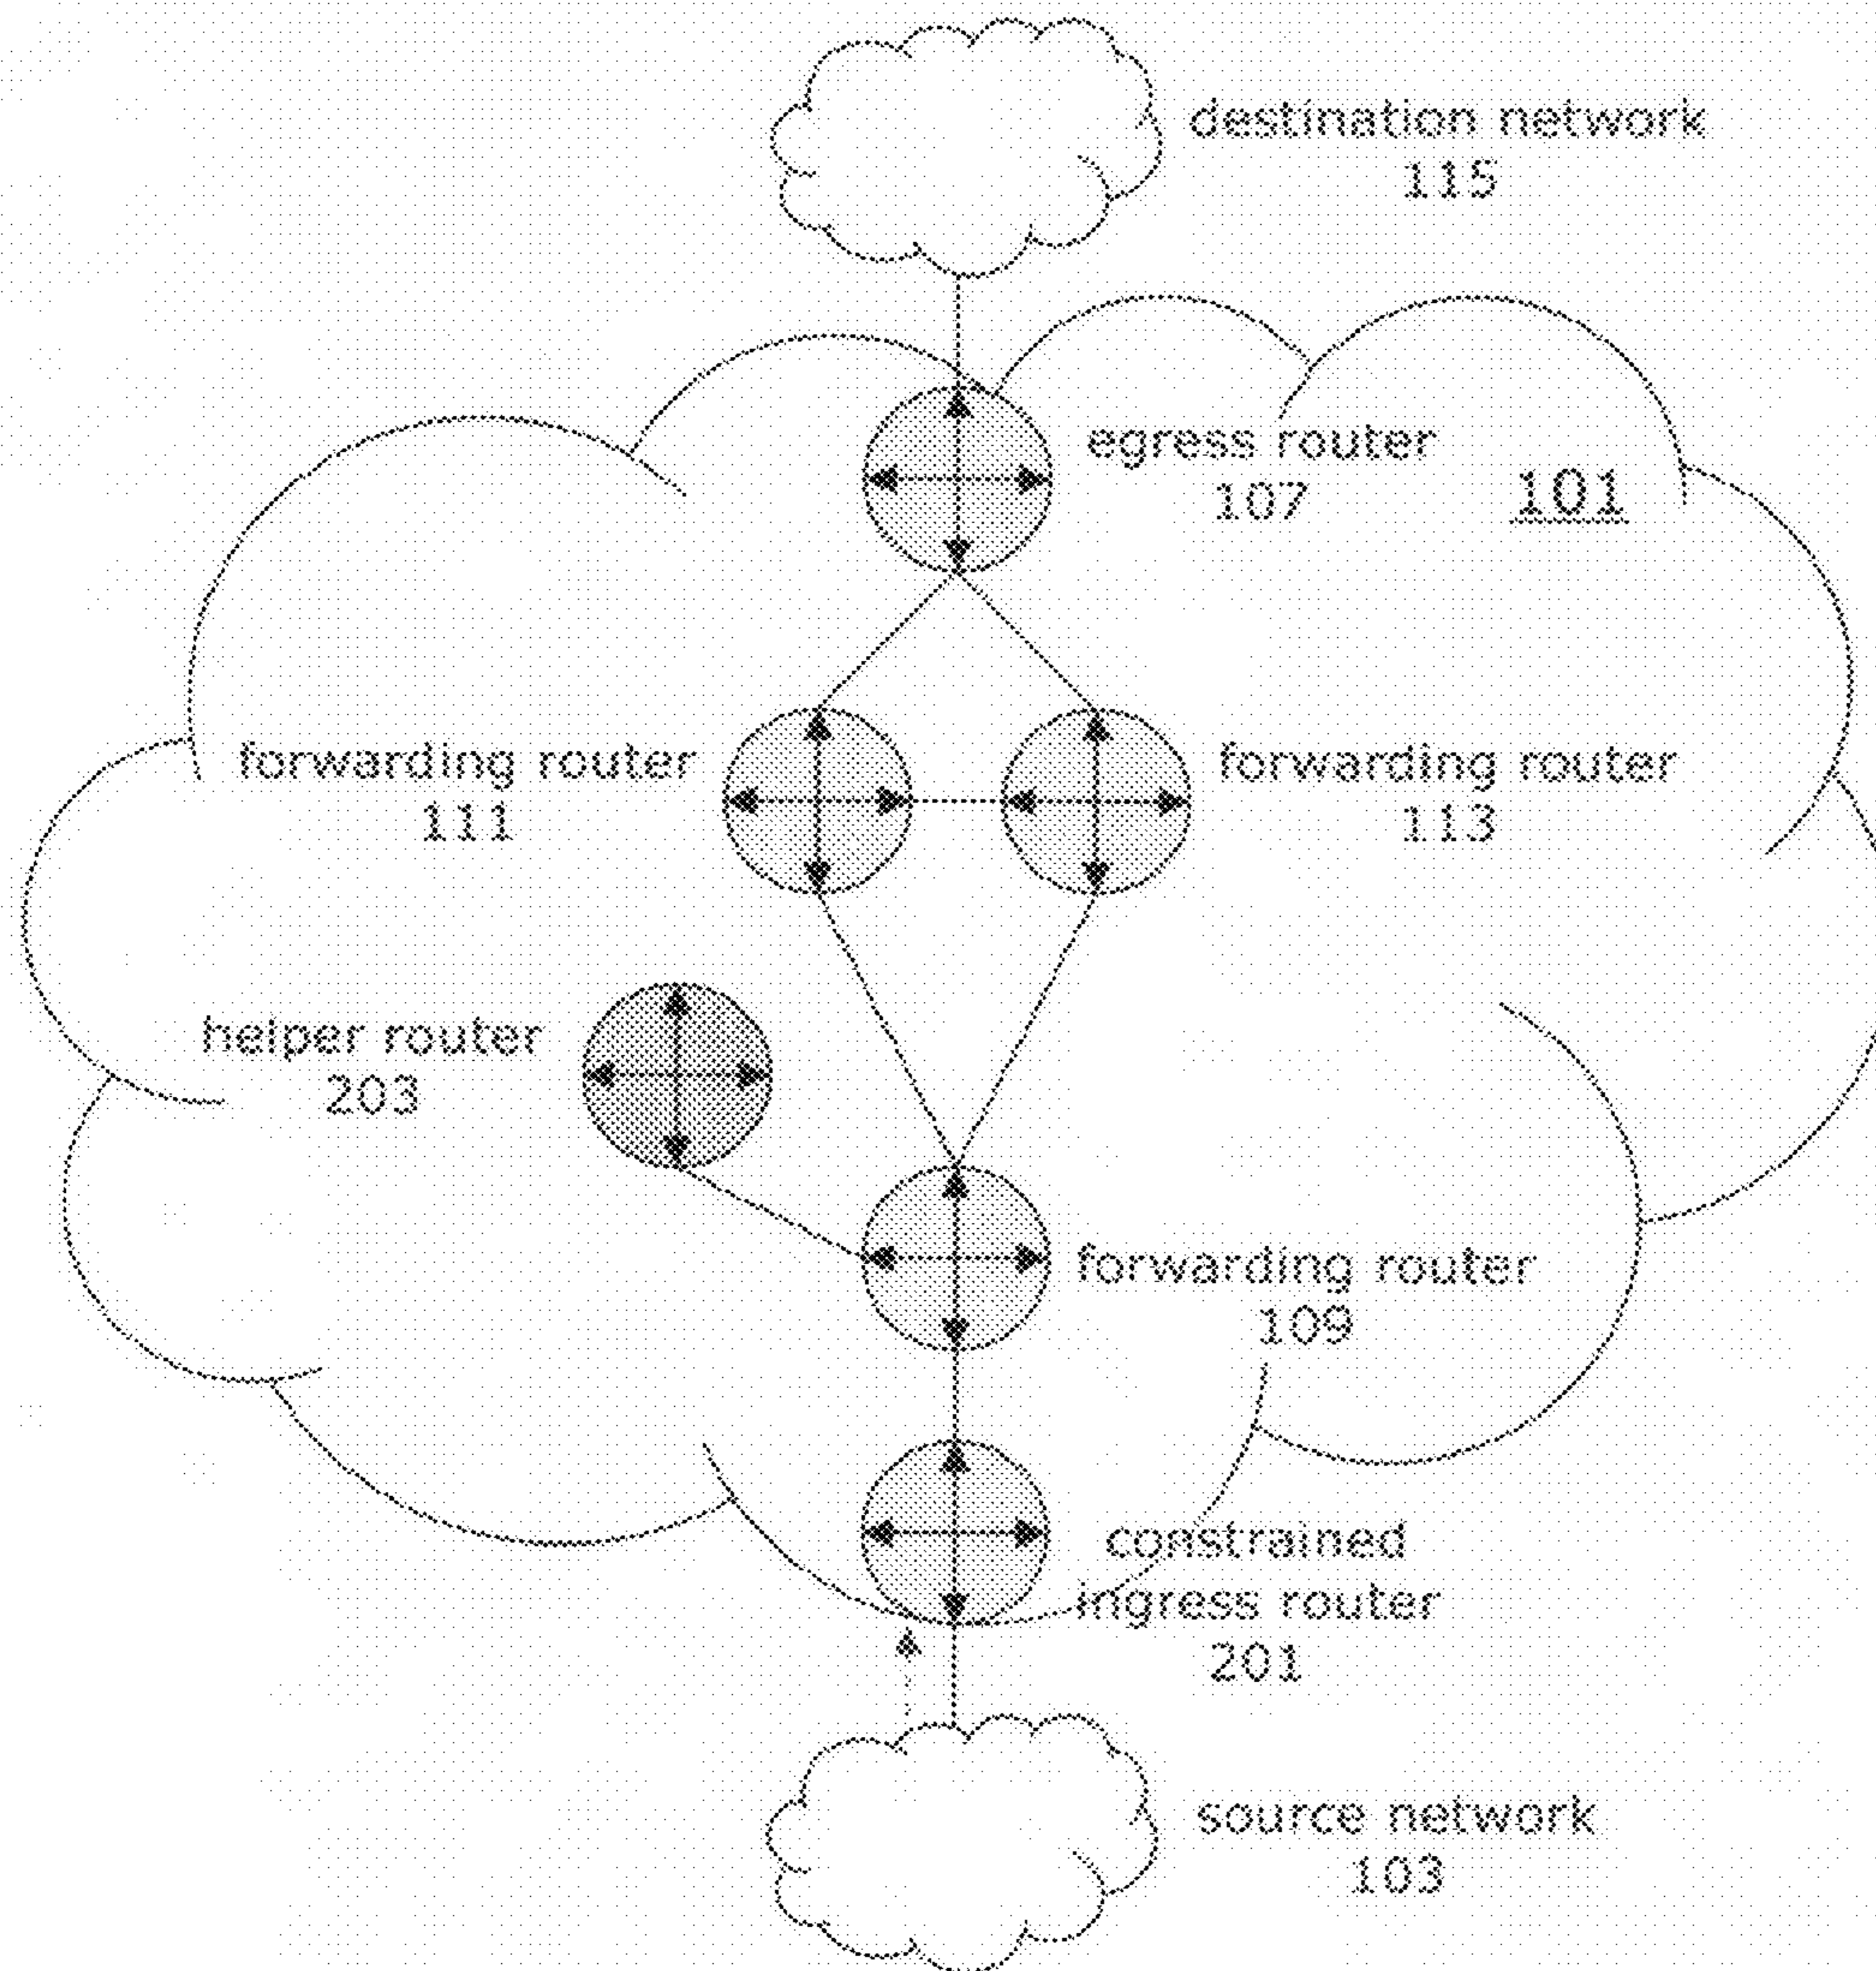 destination network
115
egress router
107
101
forwarding router
111
forwarding router
113
helper router
203
forwarding router
109
constrained
ingress router
201
source network
103